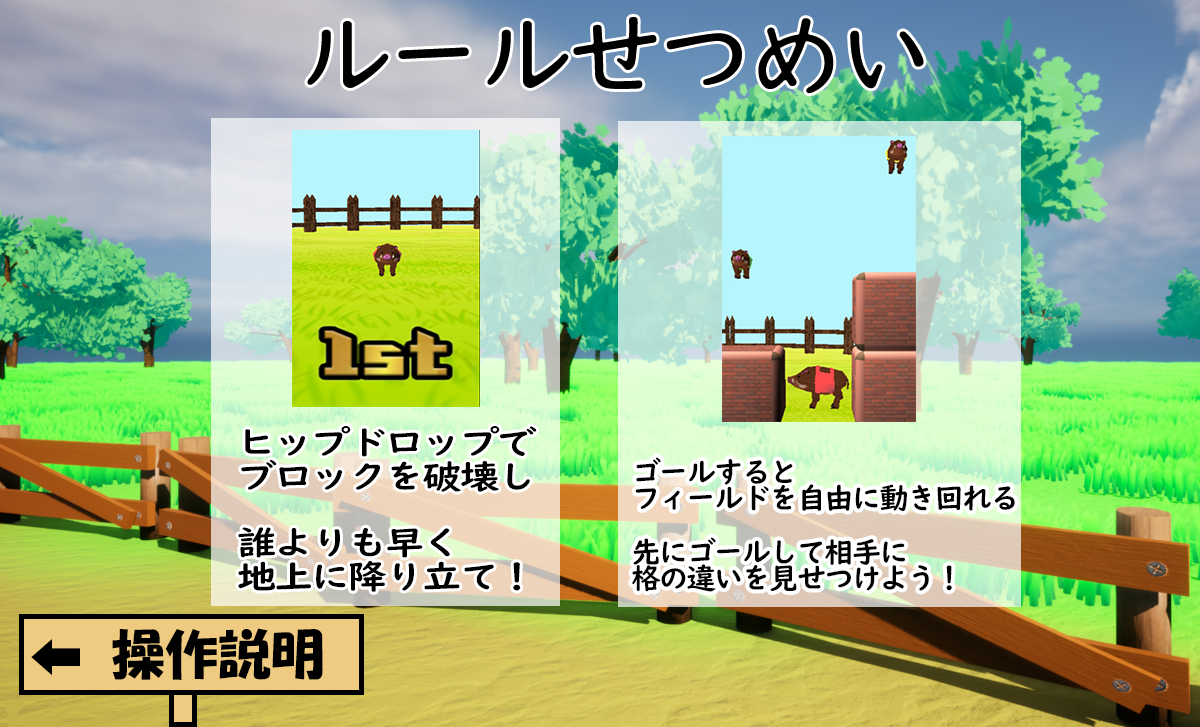 ルールせつめい
1st
ヒップドロップで
ブロックを破壊し
誰よりも早く
地上に降り立て！
ゴールすると
フィールドを自由に動き回れる
先にゴールして相手に
格の違いを見せつけよう！
← 操作説明